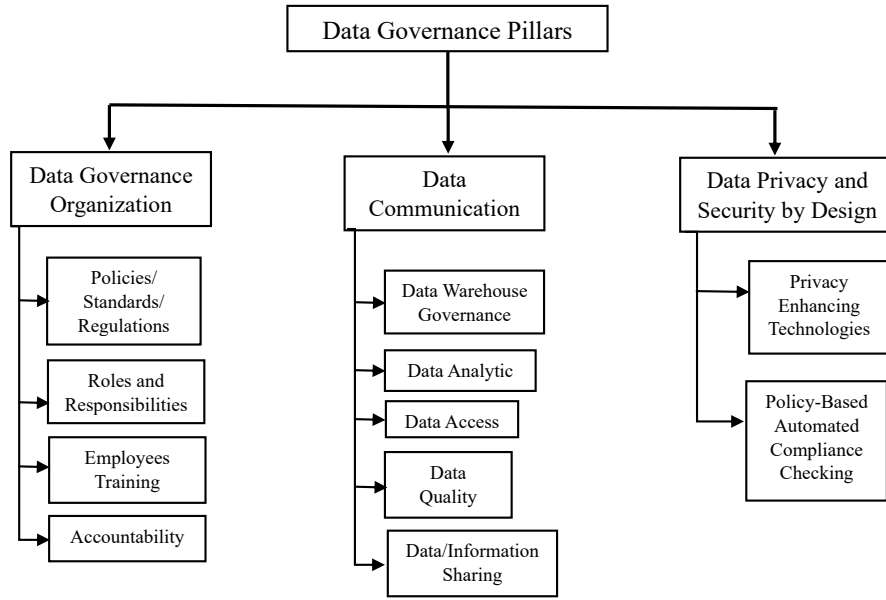 Data Governance Pillars
Data Governance
Organization
Policies/
Standards/
Regulations
Roles and
Responsibilities
Employees
Training
Accountability
Data
Communication
Data Warehouse
Governance
Data Analytic
Data Access
Data
Quality
Data/Information
Sharing
Data Privacy and
Security by Design
Privacy
Enhancing
Technologies
Policy-Based
Automated
Compliance
Checking